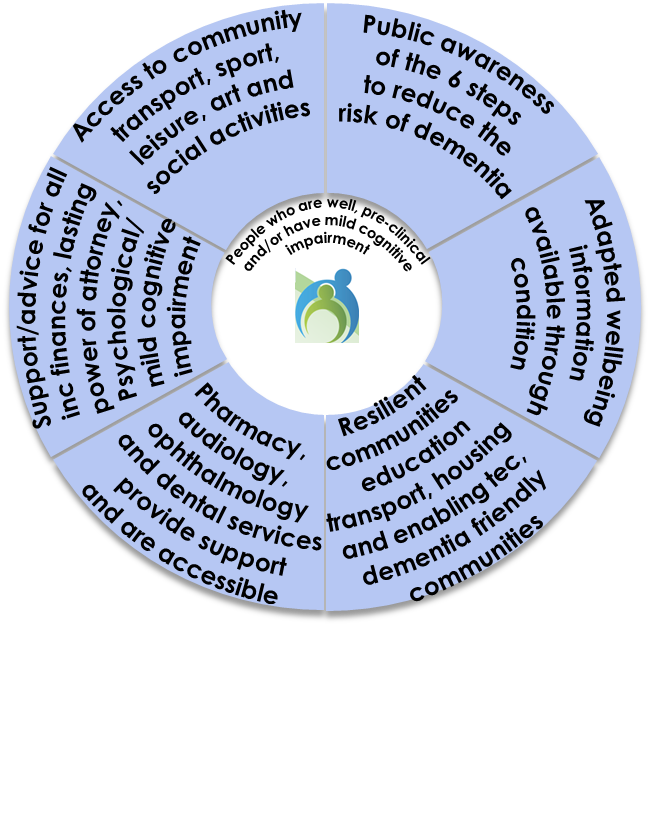 Access to community
transport, sport,
leisure, art and
social activities
Public awareness
of the 6 steps
to reduce the
risk of dementia
People who are well, pre-clinical
and/or have mild cognitive
impairment
Adapted wellbeing
information
available through
condition
Resilient
communities
education
transport, housing
and enabling tec,
dementia friendly
communities
Pharmacy,
audiology,
ophthalmology
and dental services
provide support
and are accessible
Support/advice for all
inc finances, lasting
power of attorney,
Psychological/
mild cognitive
impairment